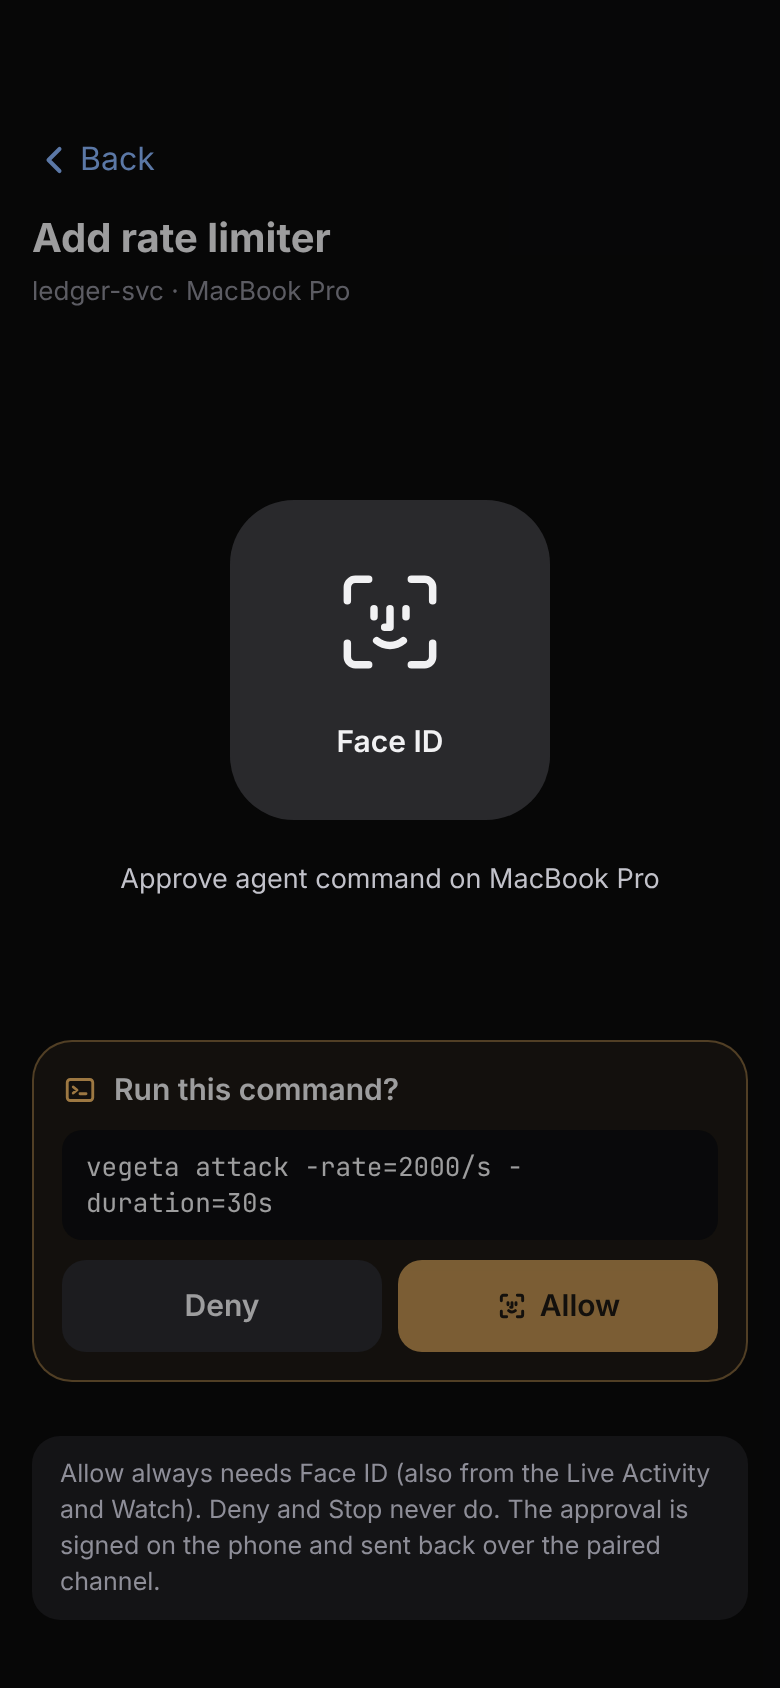 Back
Add rate limiter
ledger-svc · MacBook Pro
Face ID
Approve agent command on MacBook Pro
Run this command?
vegeta attack -rate=2000/s -
duration=30s
Deny
Allow
Allow always needs Face ID (also from the Live Activity
and Watch). Deny and Stop never do. The approval is
signed on the phone and sent back over the paired
channel.